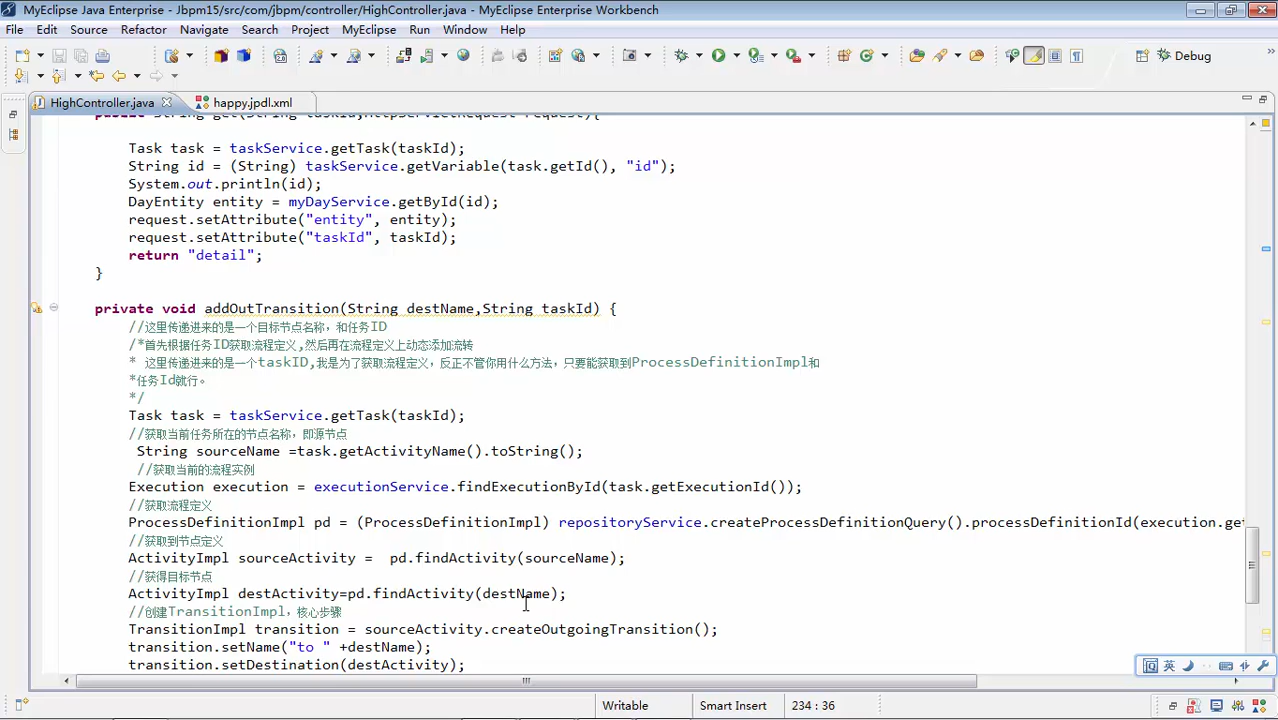 MyEclipse Java Enterprise - Jbpm15/src/com/jbpm/controller/HighController.java - MyEclipse Enterprise Workbench
File Edit Source Refactor Navigate Search Project MyEclipse Run Window Help
Debug
HighController.java happy.jpdl.xml
public String get(String taskId,HttpServletRequest request){
Task task = taskService.getTask(taskId);
String id = (String) taskService.getVariable(task.getId(), "id");
System.out.println(id);
DayEntity entity = myDayService.getById(id);
request.setAttribute("entity", entity);
request.setAttribute("taskId", taskId);
return "detail";
}
private void addOutTransition(String destName,String taskId) {
//这里传递进来的是一个目标节点名称，和任务ID
/*首先根据任务ID获取流程定义,然后再在流程定义上动态添加流转
* 这里传递进来的是一个taskID,我是为了获取流程定义，反正不管你用什么方法，只要能获取到ProcessDefinitionImpl和
*任务Id就行。
*/
Task task = taskService.getTask(taskId);
//获取当前任务所在的节点名称，即源节点
String sourceName =task.getActivityName().toString();
//获取当前的流程实例
Execution execution = executionService.findExecutionById(task.getExecutionId());
//获取流程定义
ProcessDefinitionImpl pd = (ProcessDefinitionImpl) repositoryService.createProcessDefinitionQuery().processDefinitionId(execution.get
//获取到节点定义
ActivityImpl sourceActivity = pd.findActivity(sourceName);
//获得目标节点
ActivityImpl destActivity=pd.findActivity(destName);
//创建TransitionImpl，核心步骤
TransitionImpl transition = sourceActivity.createOutgoingTransition();
transition.setName("to " +destName);
transition.setDestination(destActivity);
英
Writable Smart Insert 234 : 36